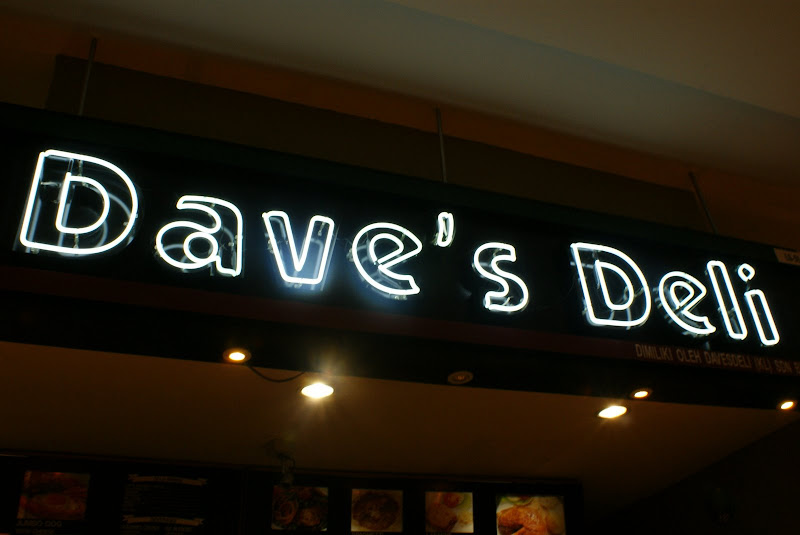 Dave's Deli
DIMILIKI OLEH DAVESDELI (KL) SDN